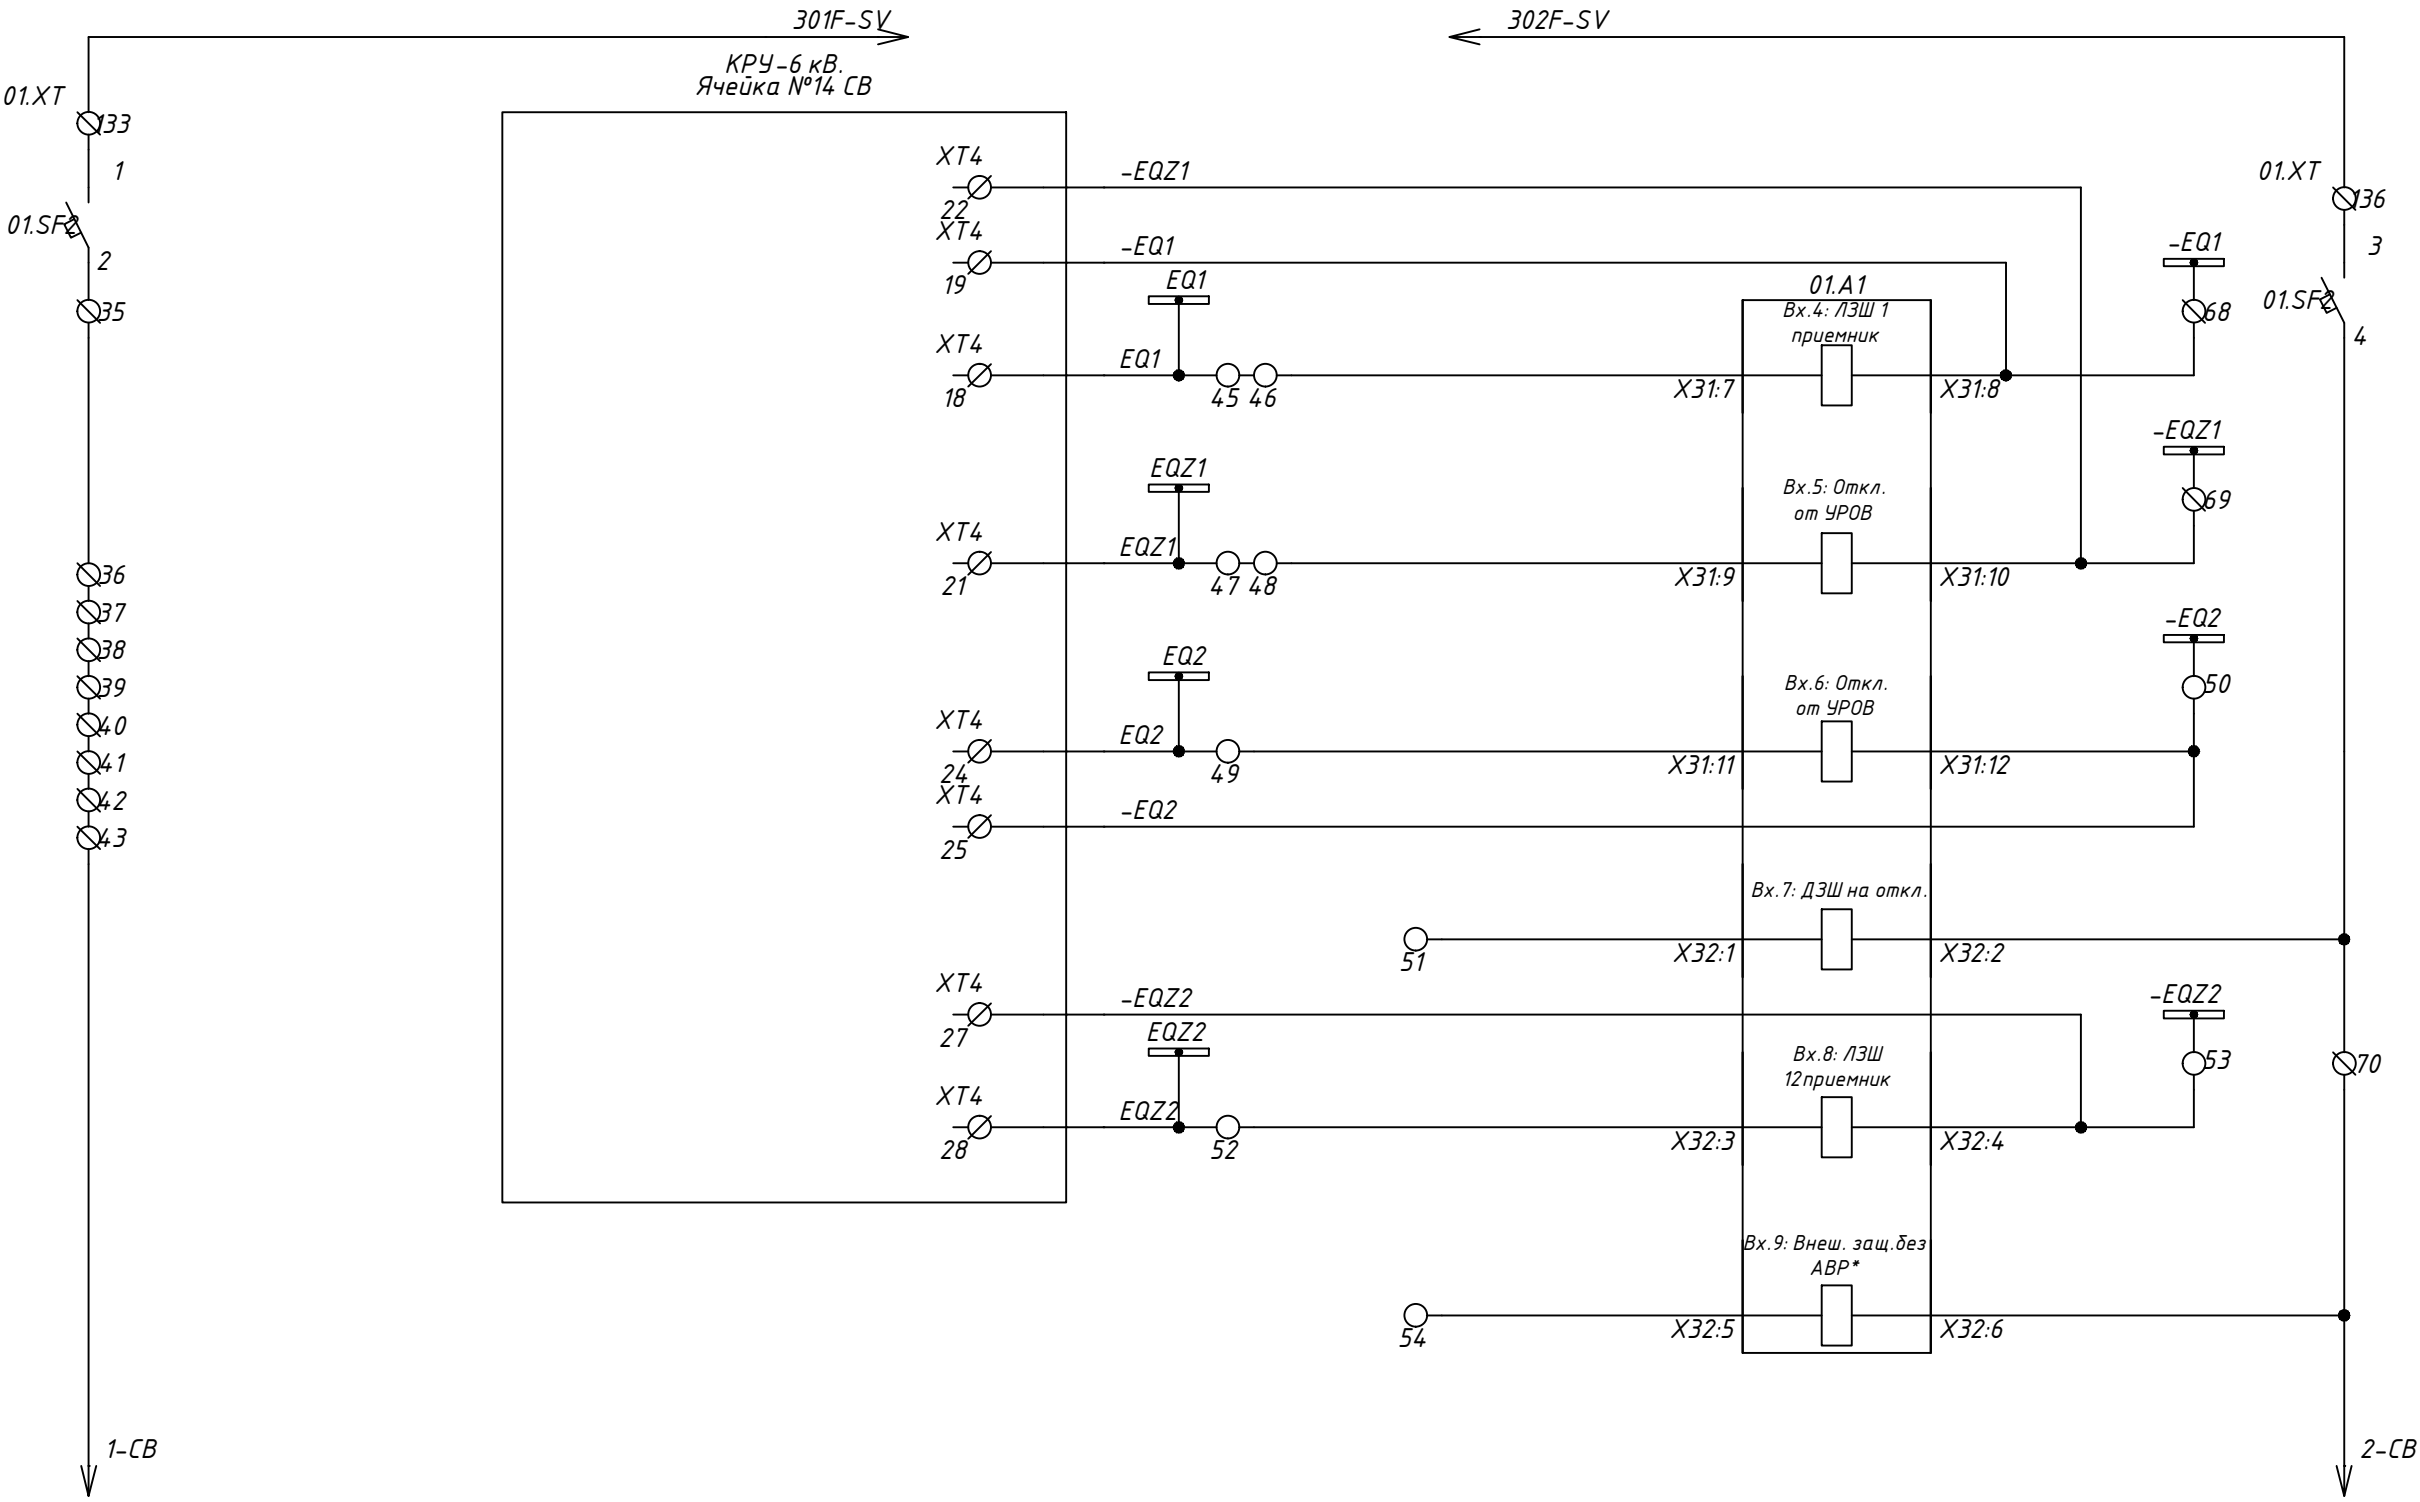 301F-SV
302F-SV
КРУ-6 кВ.
Ячейка №14 СВ
01.XT
133
1
01.SF2
2
35
36
37
38
39
40
41
42
43
1-СВ
XT4
-EQZ1
22
XT4
-EQ1
19
EQ1
XT4
EQ1
18
45
46
EQZ1
XT4
EQZ1
21
47
48
EQ2
XT4
EQ2
24
49
XT4
-EQ2
25
51
XT4
-EQZ2
27
EQZ2
XT4
EQZ2
28
52
54
01.A1
Вх.4: ЛЗШ 1
приемник
X31:7
X31:8
Вх.5: Откл.
от УРОВ
X31:9
X31:10
Вх.6: Откл.
от УРОВ
X31:11
X31:12
Вх.7: ДЗШ на откл.
X32:1
X32:2
Вх.8: ЛЗШ
12приемник
X32:3
X32:4
Вх.9: Внеш. защ.без
АВР*
X32:5
X32:6
-EQ1
68
-EQZ1
69
-EQ2
50
-EQZ2
53
01.XT
136
3
01.SF2
4
70
2-СВ